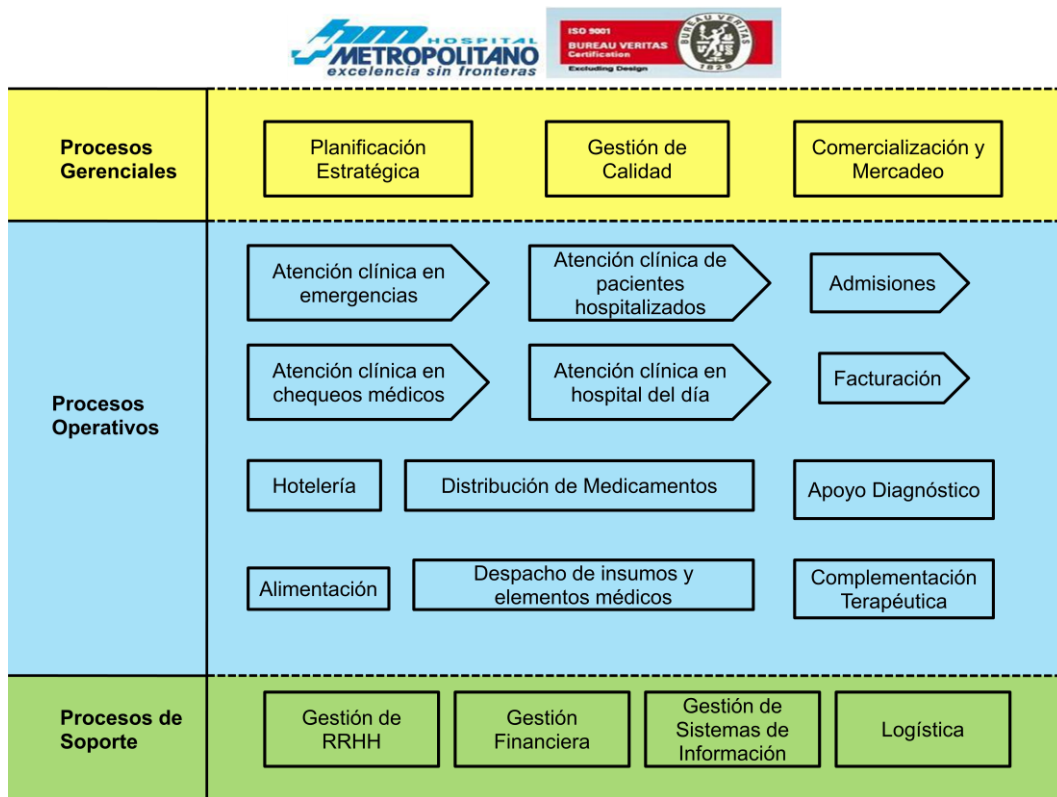 hm HOSPITAL
METROPOLITANO
excelencia sin fronteras
ISO 9001
BUREAU VERITAS
Certification
Excluding Design
BUREAU VERITAS
1828
Procesos
Gerenciales
Planificación
Estratégica
Gestión de
Calidad
Comercialización y
Mercadeo
Procesos
Operativos
Atención clínica en
emergencias
Atención clínica de
pacientes
hospitalizados
Admisiones
Atención clínica en
chequeos médicos
Atención clínica en
hospital del día
Facturación
Hotelería
Distribución de Medicamentos
Apoyo Diagnóstico
Alimentación
Despacho de insumos y
elementos médicos
Complementación
Terapéutica
Procesos de
Soporte
Gestión de
RRHH
Gestión
Financiera
Gestión de
Sistemas de
Información
Logística